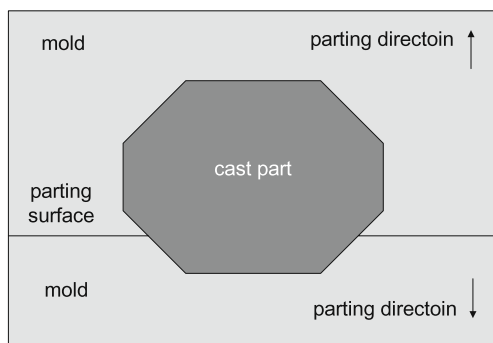 mold
parting directoin
cast part
parting
surface
mold
parting directoin